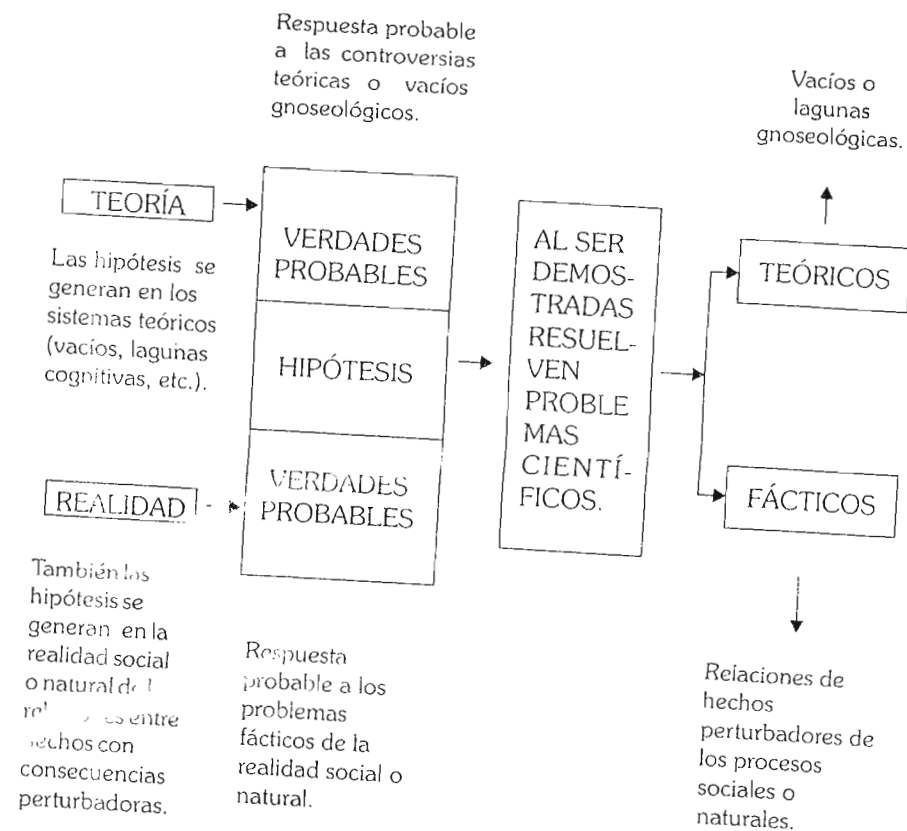 Respuesta probable
a las controversias
teóricas o vacíos
gnoseológicos.
Vacíos o
lagunas
gnoseológicas.
TEORÍA
Las hipótesis se
generan en los
sistemas teóricos
(vacíos, lagunas
cognitivas, etc.).
VERDADES
PROBABLES
HIPÓTESIS
VERDADES
PROBABLES
AL SER
DEMOS-
TRADAS
RESUEL-
VEN
PROBLE
MAS
CIENTÍ-
FICOS.
TEÓRICOS
FÁCTICOS
REALIDAD
También las
hipótesis se
generan en la
realidad social
o natural
entre
hechos con
consecuencias
perturbadoras.
Respuesta
probable a los
problemas
fácticos de la
realidad social o
natural.
Relaciones de
hechos
perturbadores de
los procesos
sociales o
naturales.